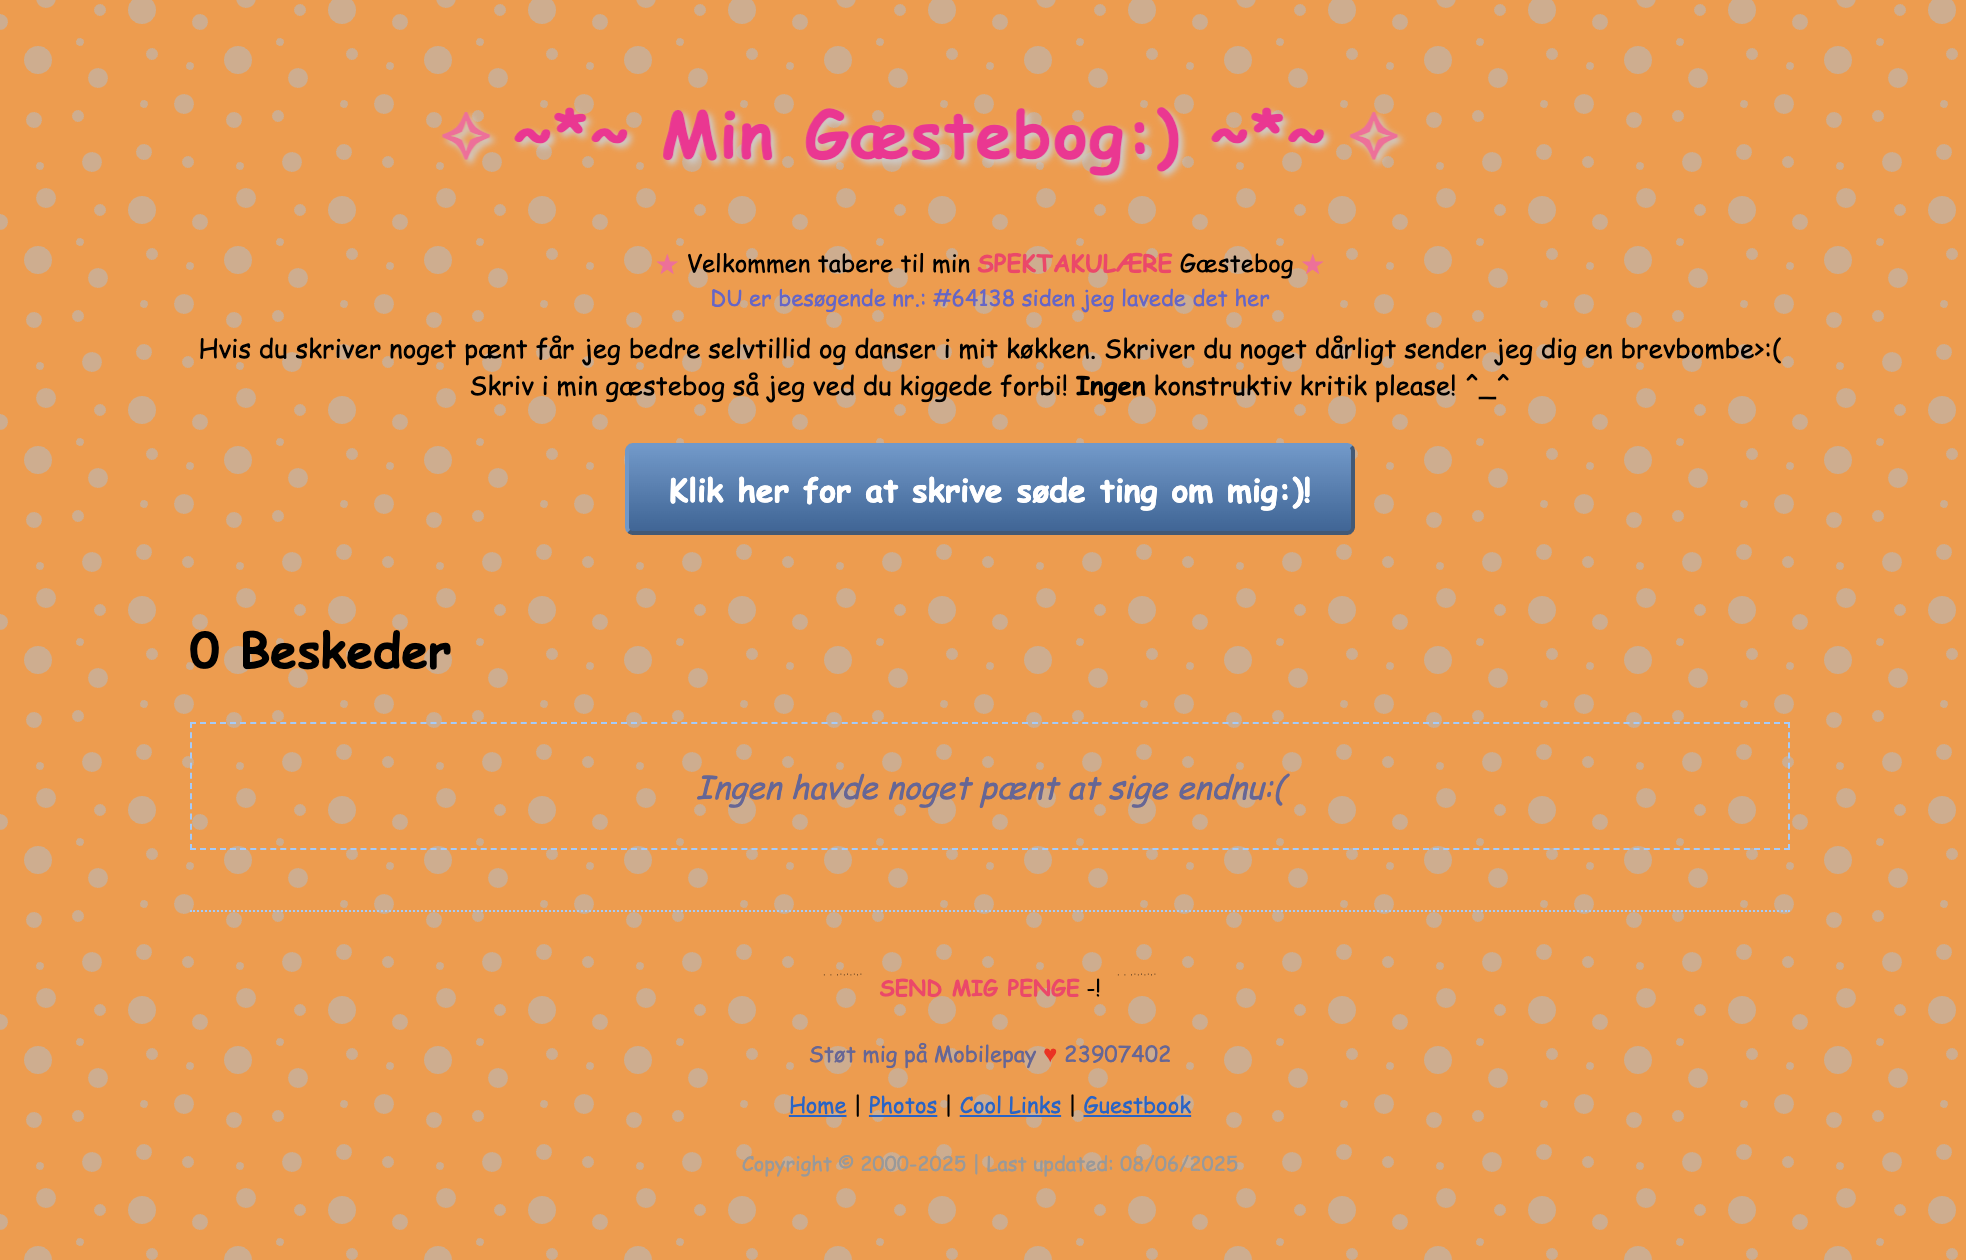 ✧ ~*~ Min Gæstebog:) ~*~ ✧
★ Velkommen tabere til min SPEKTAKULÆRE Gæstebog ★
DU er besøgende nr.: #64138 siden jeg lavede det her
Hvis du skriver noget pænt får jeg bedre selvtillid og danser i mit køkken. Skriver du noget dårligt sender jeg dig en brevbombe>:(
Skriv i min gæstebog så jeg ved du kiggede forbi! Ingen konstruktiv kritik please! ^_^
Klik her for at skrive søde ting om mig:)!
0 Beskeder
Ingen havde noget pænt at sige endnu:(
SEND MIG PENGE -!
Støt mig på Mobilepay ♥ 23907402
Home | Photos | Cool Links | Guestbook
Copyright © 2000-2025 | Last updated: 08/06/2025